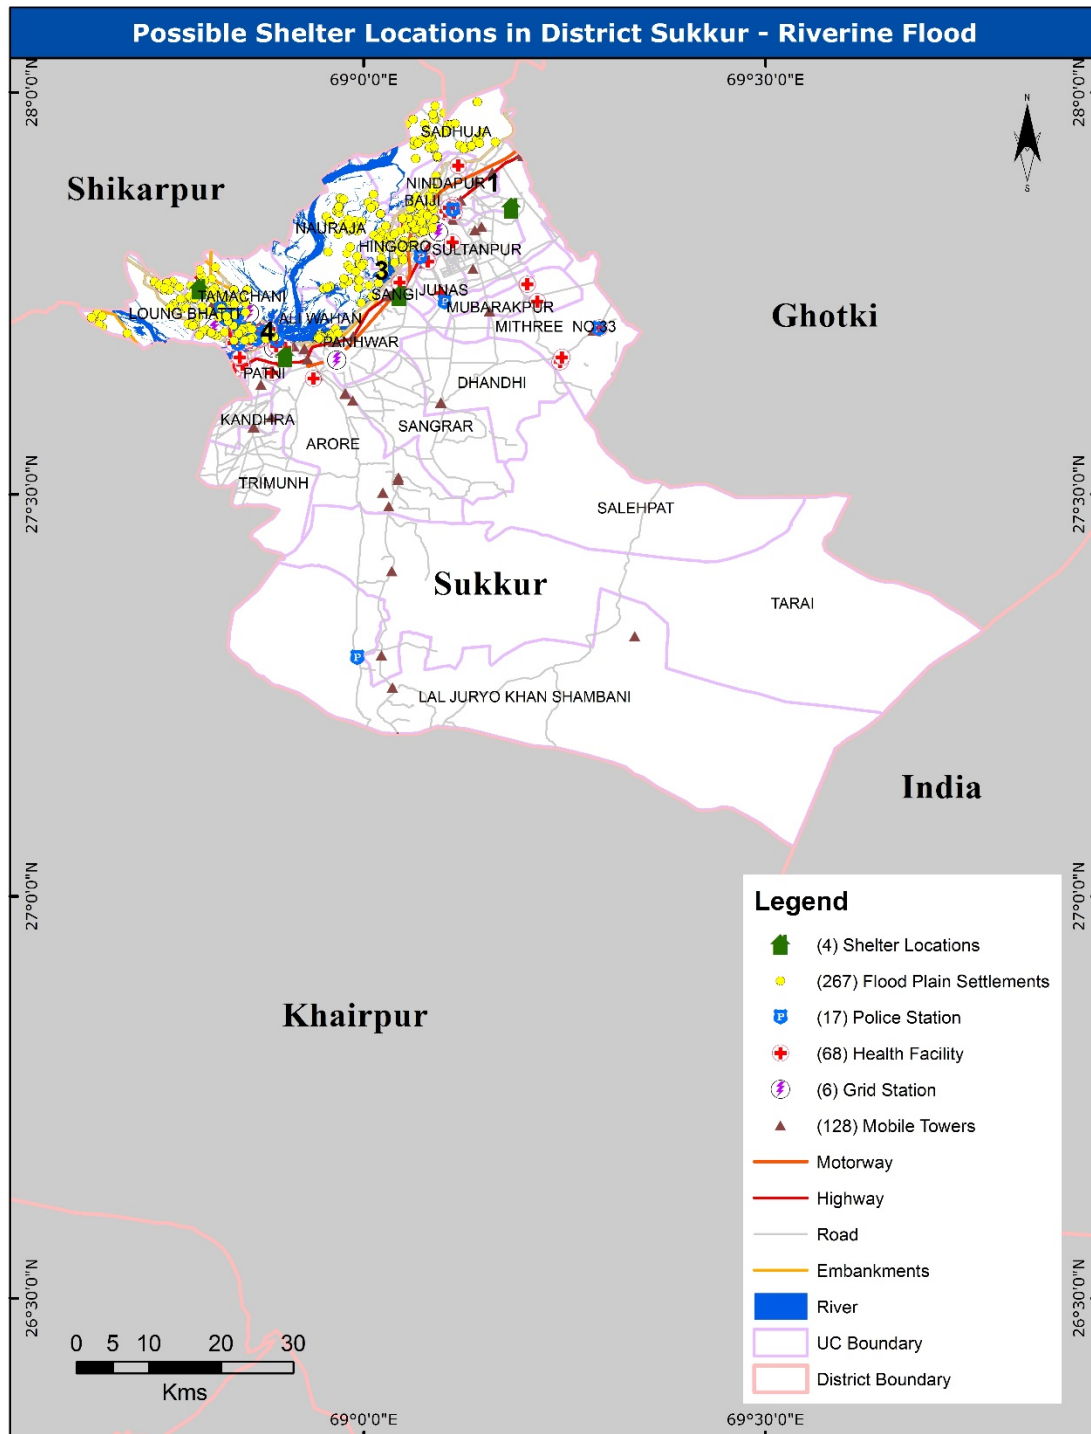 Possible Shelter Locations in District Sukkur - Riverine Flood
69°0'0"E
69°30'0"E
28°0'0"N
28°0'0"N
N
S
SADHUJA
Shikarpur
NINDAPUR
1
BAIJI
NAURAJA
HINGORO
SULTANPUR
3
TAMACHANI
SANGI
JUNAS
MUBARAKPUR
LOUNG BHATTI
ALI WAHAN
MITHREE NO 33
Ghotki
4
PANHWAR
PATNI
DHANDHI
KANDHRA
SANGRAR
ARORE
TRIMUNH
27°30'0"N
27°30'0"N
SALEHPAT
Sukkur
TARAI
P
LAL JURYO KHAN SHAMBANI
India
27°0'0"N
27°0'0"N
Legend
(4) Shelter Locations
(267) Flood Plain Settlements
P
(17) Police Station
Khairpur
(68) Health Facility
(6) Grid Station
(128) Mobile Towers
Motorway
Highway
Road
Embankments
26°30'0"N
26°30'0"N
River
UC Boundary
District Boundary
0 5 10 20 30
Kms
69°0'0"E
69°30'0"E